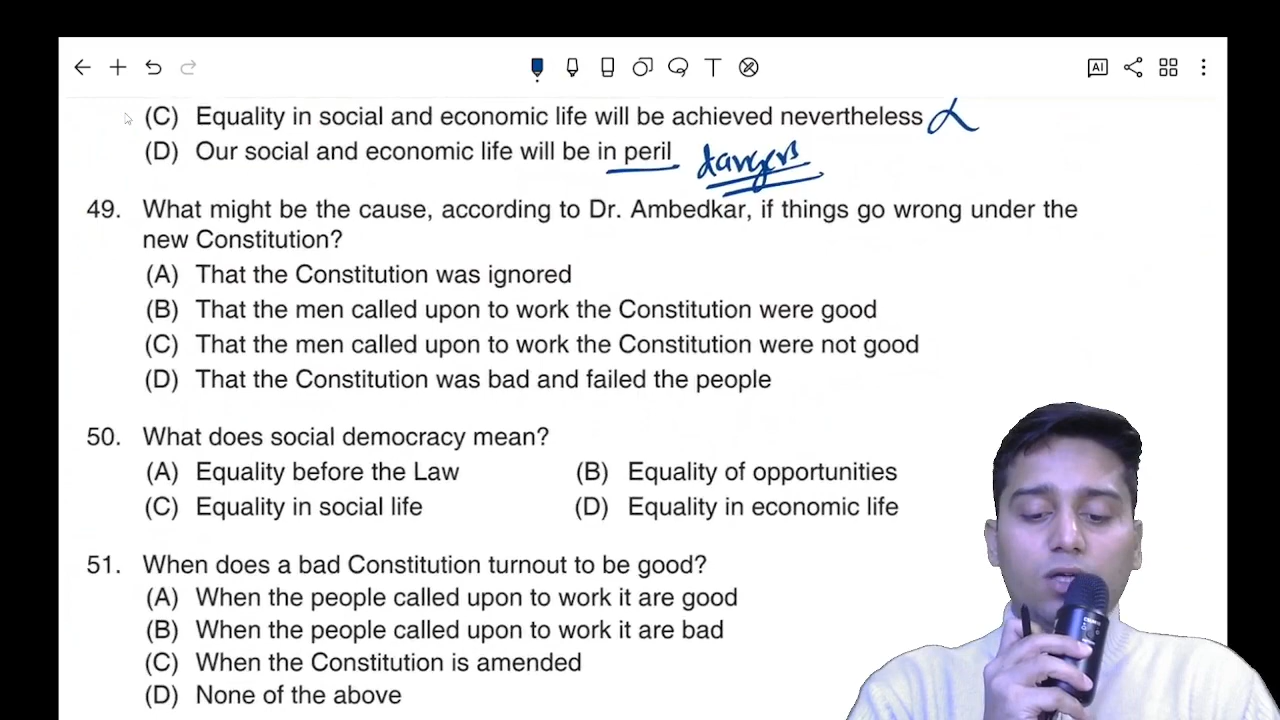 AI
(C) Equality in social and economic life will be achieved nevertheless
(D) Our social and economic life will be in peril dangers
49. What might be the cause, according to Dr. Ambedkar, if things go wrong under the
new Constitution?
(A) That the Constitution was ignored
(B) That the men called upon to work the Constitution were good
(C) That the men called upon to work the Constitution were not good
(D) That the Constitution was bad and failed the people
50. What does social democracy mean?
(A) Equality before the Law (B) Equality of opportunities
(C) Equality in social life (D) Equality in economic life
51. When does a bad Constitution turnout to be good?
(A) When the people called upon to work it are good
(B) When the people called upon to work it are bad
(C) When the Constitution is amended
(D) None of the above